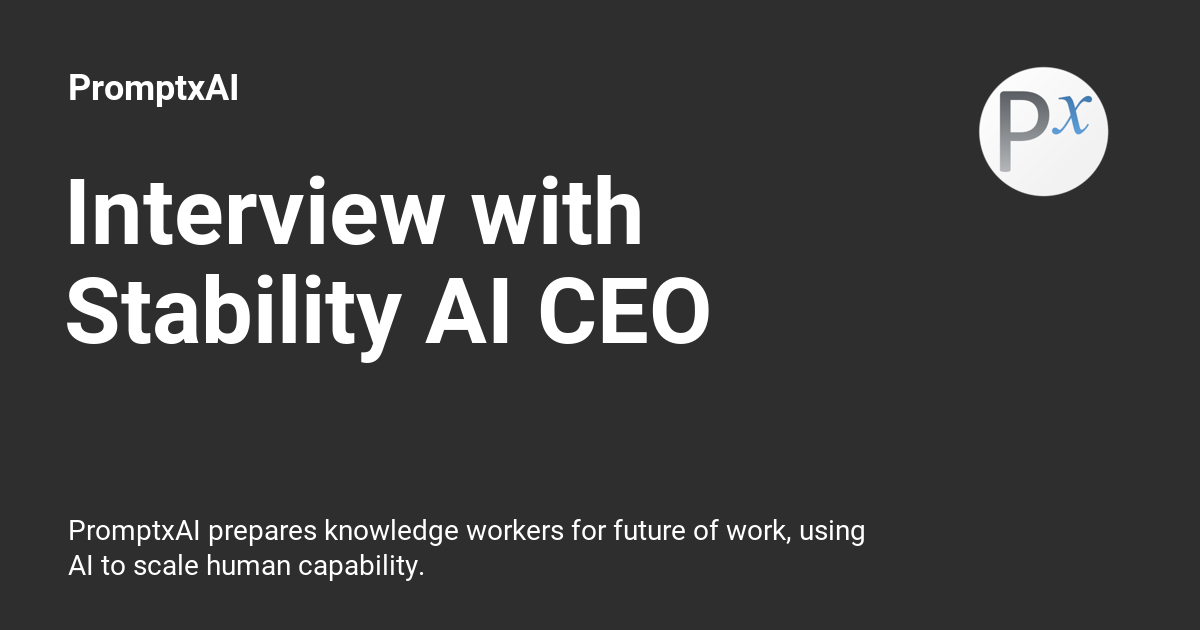 PromptxAI
Px
Interview with
Stability AI CEO
PromptxAI prepares knowledge workers for future of work, using
AI to scale human capability.